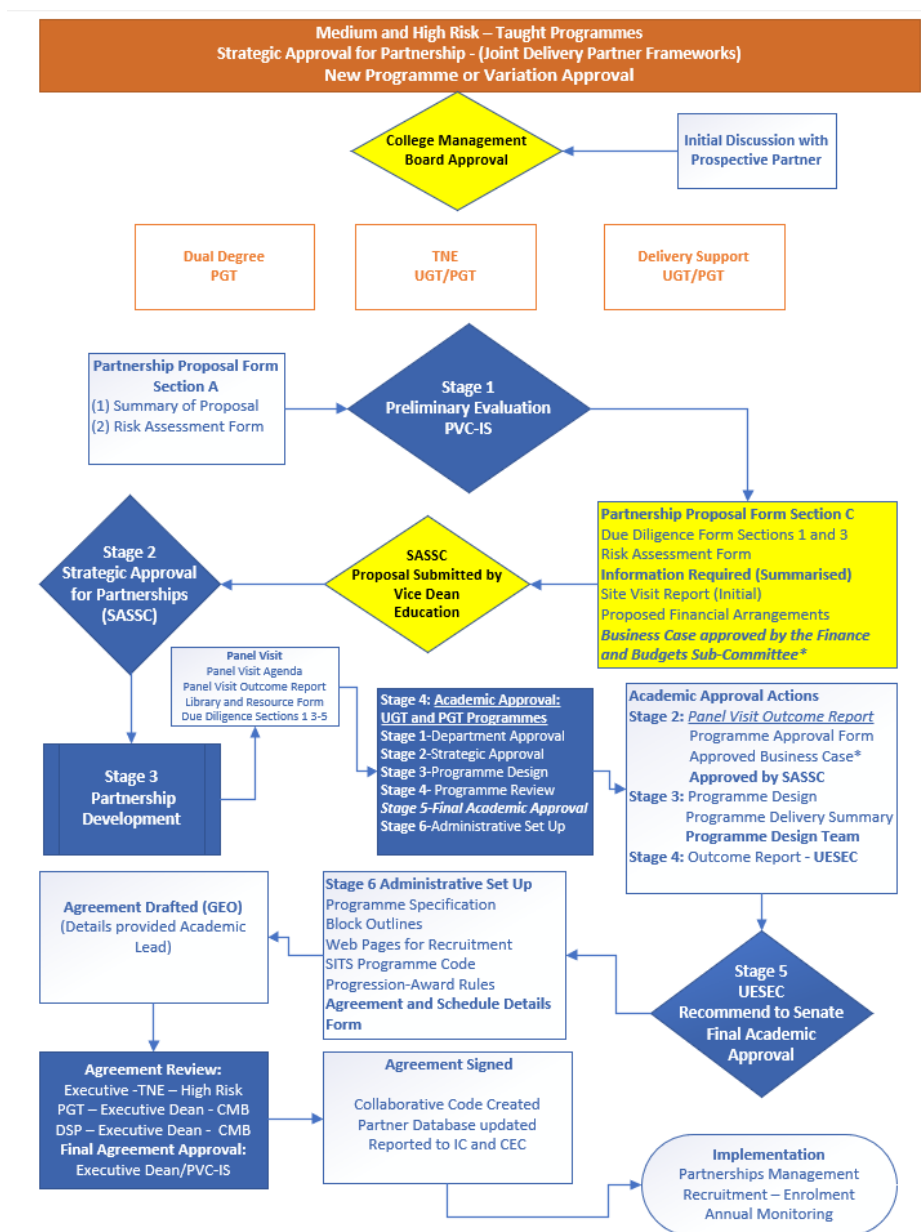 Medium and High Risk – Taught Programmes
Strategic Approval for Partnership - (Joint Delivery Partner Frameworks)
New Programme or Variation Approval
College Management
Board Approval
Initial Discussion with
Prospective Partner
Dual Degree
PGT
TNE
UGT/PGT
Delivery Support
UGT/PGT
Partnership Proposal Form
Section A
(1) Summary of Proposal
(2) Risk Assessment Form
Stage 1
Preliminary Evaluation
PVC-IS
Partnership Proposal Form Section C
Due Diligence Form Sections 1 and 3
Risk Assessment Form
Information Required (Summarised)
Site Visit Report (Initial)
Proposed Financial Arrangements
Business Case approved by the Finance
and Budgets Sub-Committee*
SASSC
Proposal Submitted by
Vice Dean
Education
Stage 2
Strategic Approval
for Partnerships
(SASSC)
Stage 3
Partnership
Development
Panel Visit
Panel Visit Agenda
Panel Visit Outcome Report
Library and Resource Form
Due Diligence Sections 1 3-5
Stage 4: Academic Approval:
UGT and PGT Programmes
Stage 1-Department Approval
Stage 2-Strategic Approval
Stage 3-Programme Design
Stage 4- Programme Review
Stage 5-Final Academic Approval
Stage 6-Administrative Set Up
Academic Approval Actions
Stage 2: Panel Visit Outcome Report
Programme Approval Form
Approved Business Case*
Approved by SASSC
Stage 3: Programme Design
Programme Delivery Summary
Programme Design Team
Stage 4: Outcome Report - UESEC
Stage 5
UESEC
Recommend to Senate
Final Academic
Approval
Stage 6 Administrative Set Up
Programme Specification
Block Outlines
Web Pages for Recruitment
SITS Programme Code
Progression-Award Rules
Agreement and Schedule Details
Form
Agreement Drafted (GEO)
(Details provided Academic
Lead)
Agreement Review:
Executive -TNE – High Risk
PGT – Executive Dean - CMB
DSP – Executive Dean - CMB
Final Agreement Approval:
Executive Dean/PVC-IS
Agreement Signed
Collaborative Code Created
Partner Database updated
Reported to IC and CEC
Implementation
Partnerships Management
Recruitment – Enrolment
Annual Monitoring